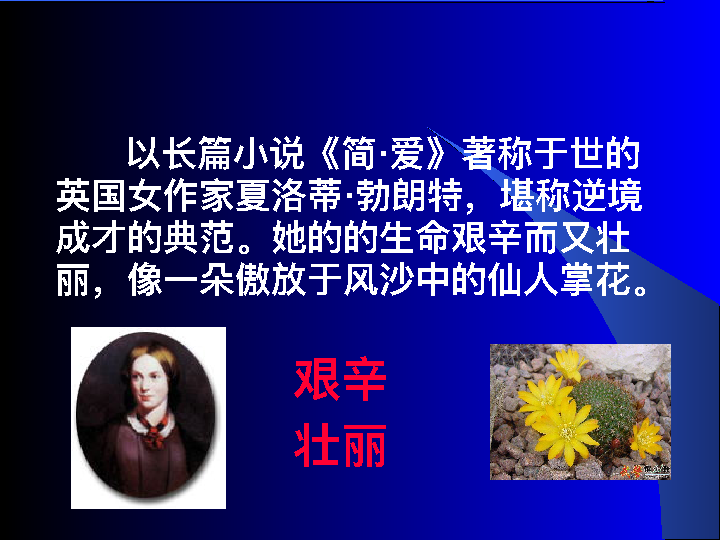 以长篇小说《简·爱》著称于世的
英国女作家夏洛蒂·勃朗特，堪称逆境
成才的典范。她的的生命艰辛而又壮
丽，像一朵傲放于风沙中的仙人掌花。
艰辛
壮丽